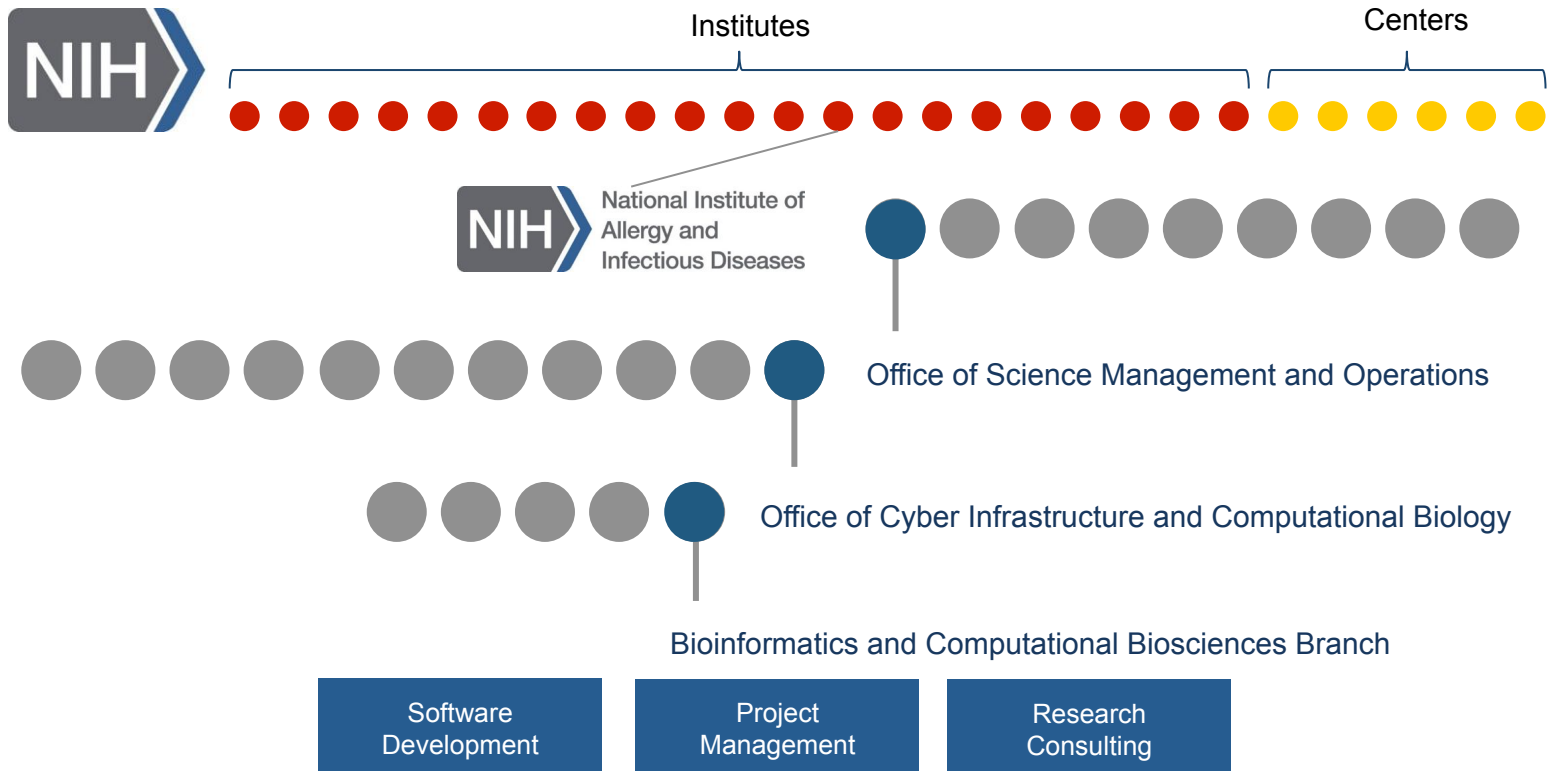 Institutes
Centers
NIH
NIH
National Institute of
Allergy and
Infectious Diseases
Office of Science Management and Operations
Office of Cyber Infrastructure and Computational Biology
Bioinformatics and Computational Biosciences Branch
Software
Development
Project
Management
Research
Consulting